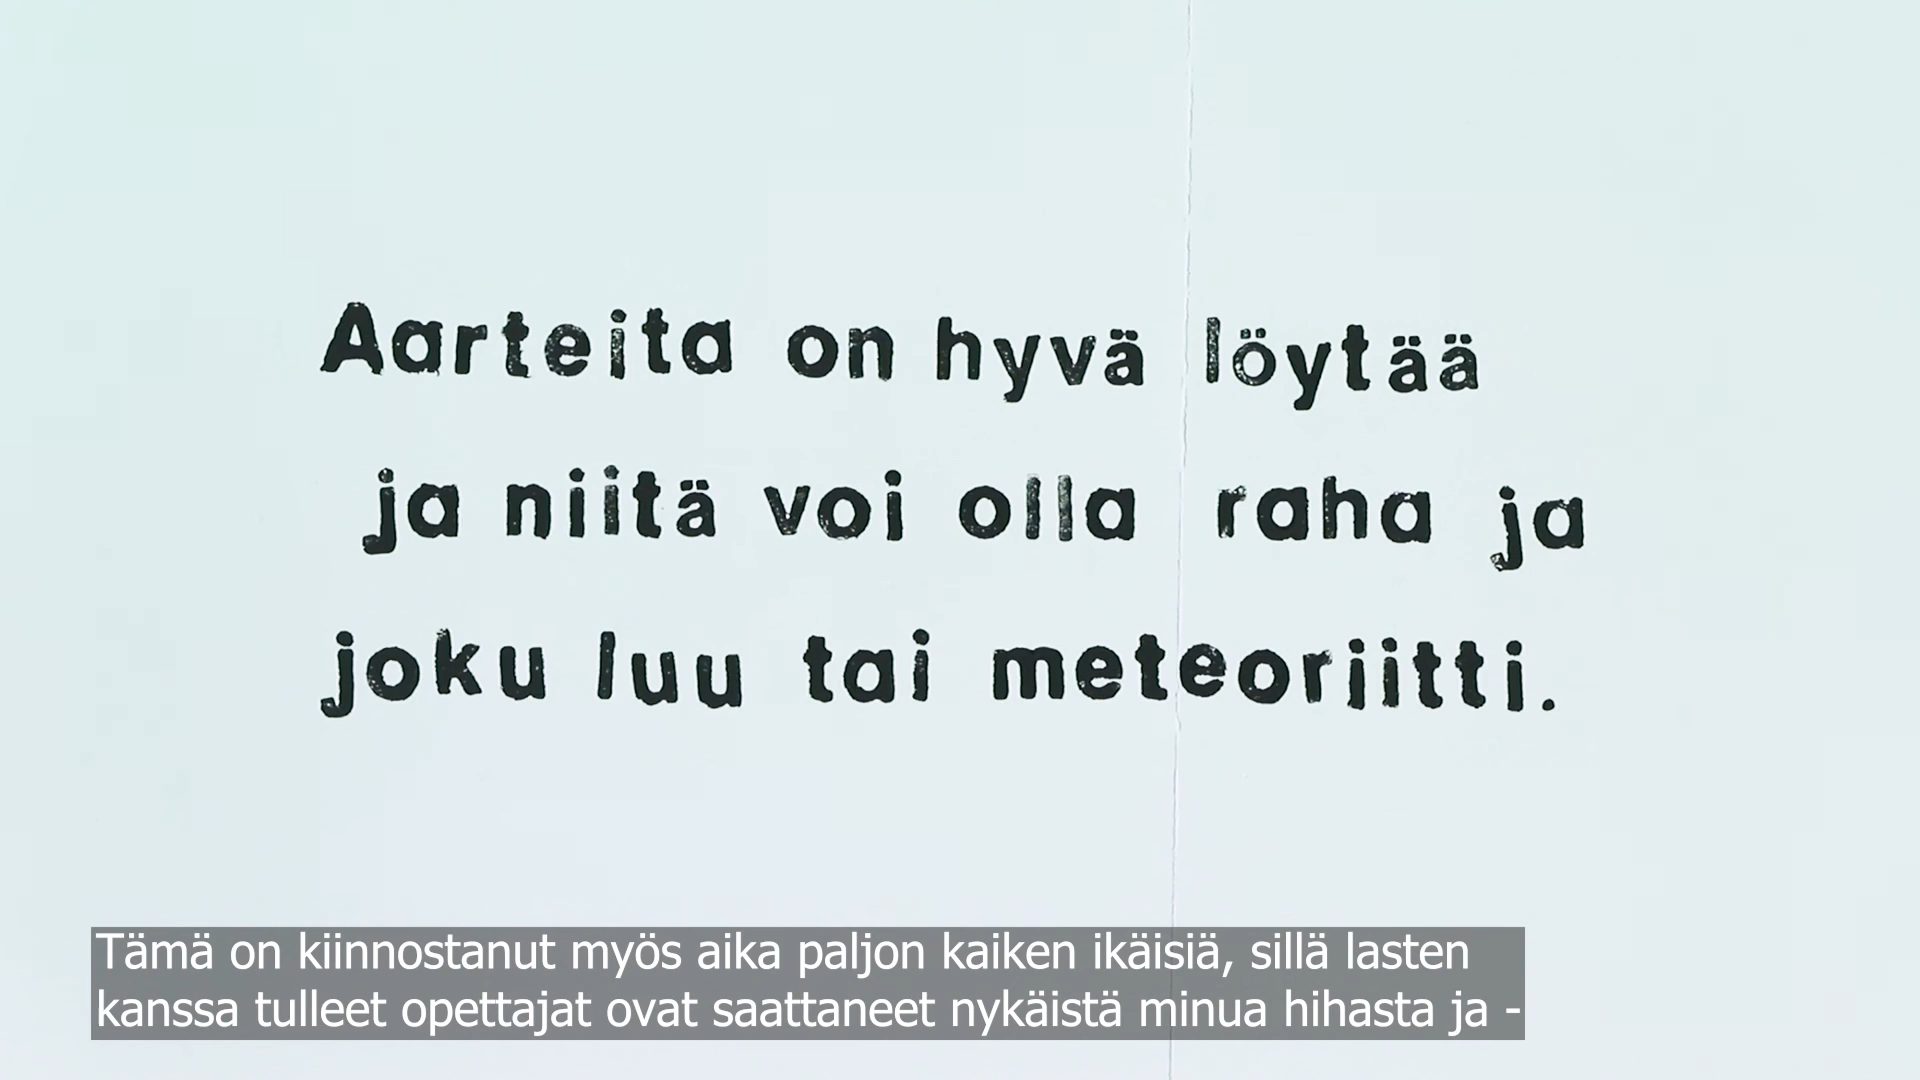 Aarteita on hyvä löytää
ja niitä voi olla raha ja
joku luu tai meteoriitti.
Tämä on kiinnostanut myös aika paljon kaiken ikäisiä, sillä lasten
kanssa tulleet opettajat ovat saattaneet nykäistä minua hihasta ja -